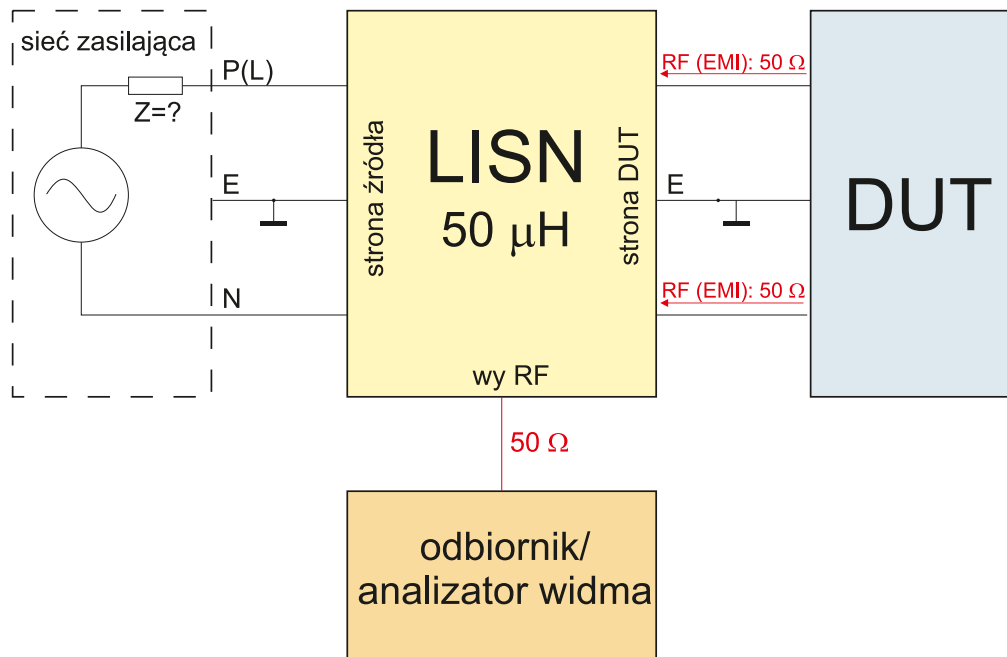 sieć zasilająca
P(L)
Z=?
E
N
strona źródła
LISN
50 μH
strona DUT
wy RF
RF (EMI): 50 Ω
E
RF (EMI): 50 Ω
DUT
50 Ω
odbiornik/
analizator widma